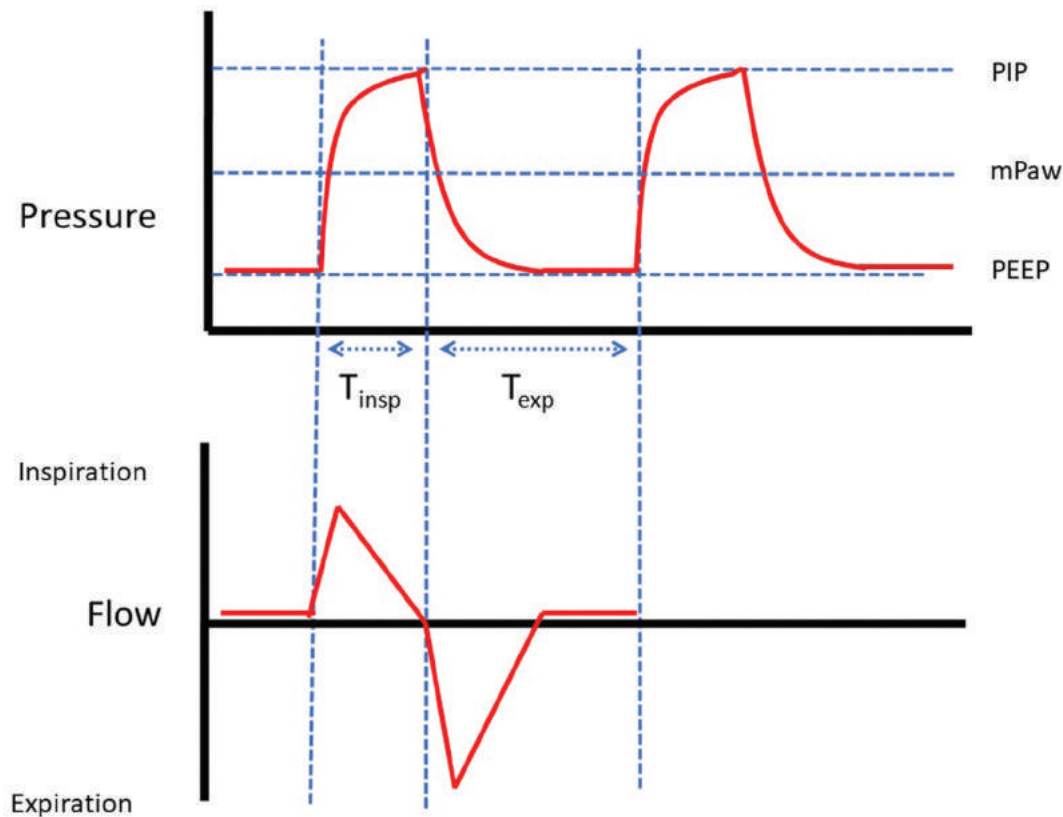 PIP
mPaw
Pressure
PEEP
Tinsp
Texp
Inspiration
Flow
Expiration